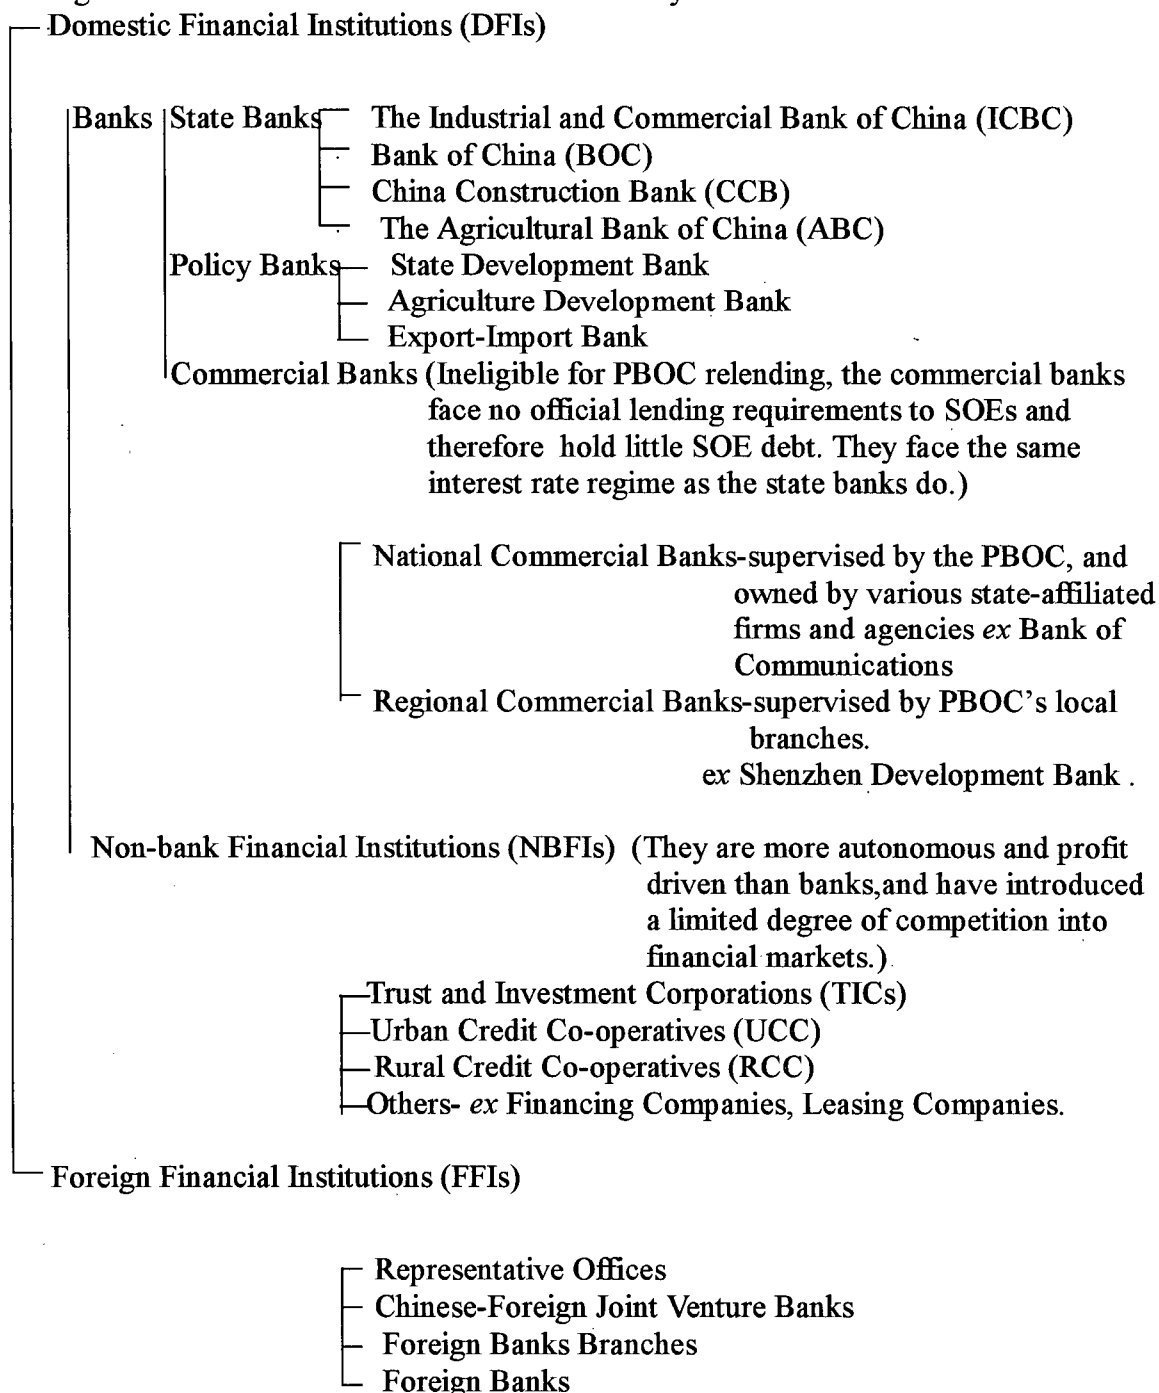 Domestic Financial Institutions (DFIs)
Banks State Banks The Industrial and Commercial Bank of China (ICBC)
Bank of China (BOC)
China Construction Bank (CCB)
The Agricultural Bank of China (ABC)
Policy Banks State Development Bank
Agriculture Development Bank
Export-Import Bank
Commercial Banks (Ineligible for PBOC relending, the commercial banks
face no official lending requirements to SOEs and
therefore hold little SOE debt. They face the same
interest rate regime as the state banks do.)
National Commercial Banks-supervised by the PBOC, and
owned by various state-affiliated
firms and agencies ex Bank of
Communications
Regional Commercial Banks-supervised by PBOC's local
branches.
ex Shenzhen Development Bank .
Non-bank Financial Institutions (NBFIs) (They are more autonomous and profit
driven than banks,and have introduced
a limited degree of competition into
financial markets.)
Trust and Investment Corporations (TICs)
Urban Credit Co-operatives (UCC)
Rural Credit Co-operatives (RCC)
Others- ex Financing Companies, Leasing Companies.
Foreign Financial Institutions (FFIs)
Representative Offices
Chinese-Foreign Joint Venture Banks
Foreign Banks Branches
Foreign Banks